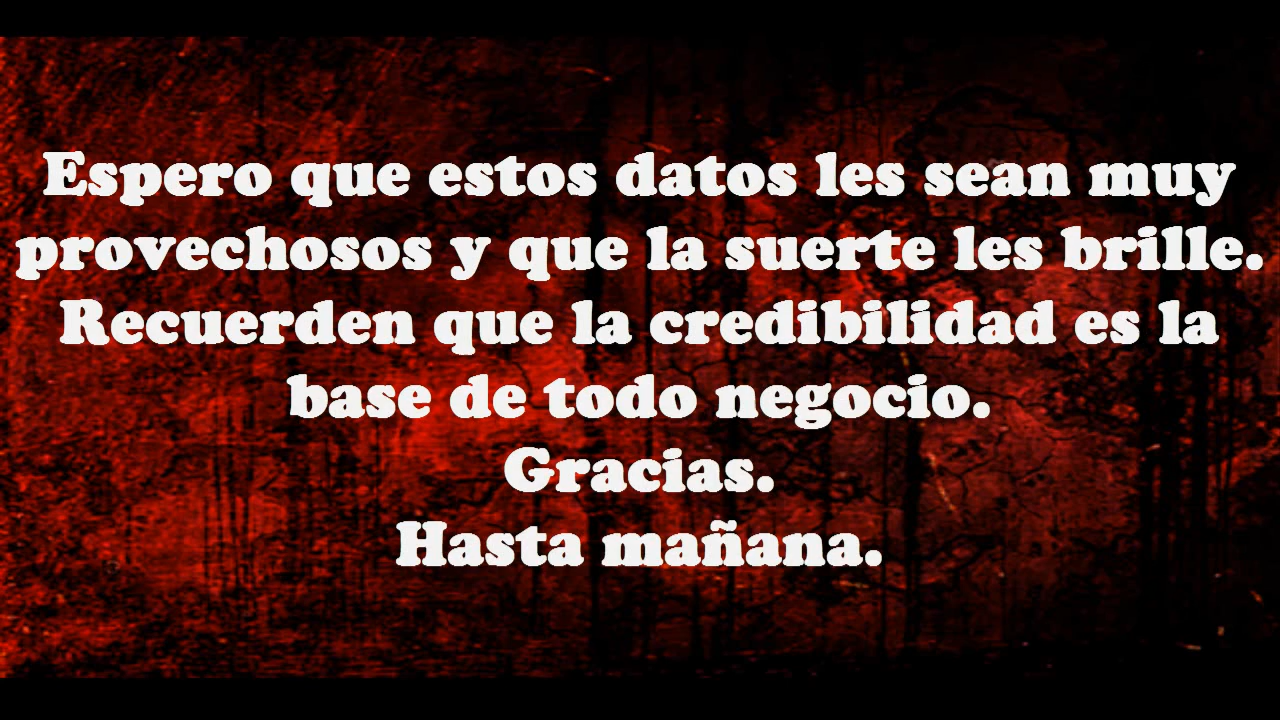 Espero que estos datos les sean muy
provechosos y que la suerte les brille.
Recuerden que la credibilidad es la
base de todo negocio.
Gracias.
Hasta mañana.